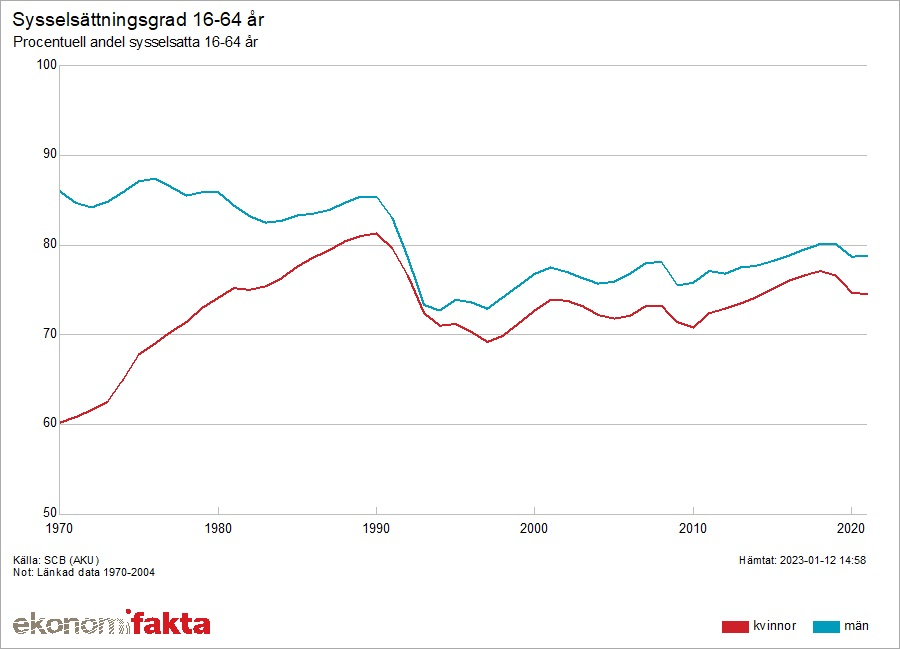 Sysselsättningsgrad 16-64 år
Procentuell andel sysselsatta 16-64 år
100
90
80
70
60
50
1970 1980 1990 2000 2010 2020
Källa: SCB (AKU) Hämtat: 2023-01-12 14:58
Not: Länkad data 1970-2004
ekonomifakta kvinnor män